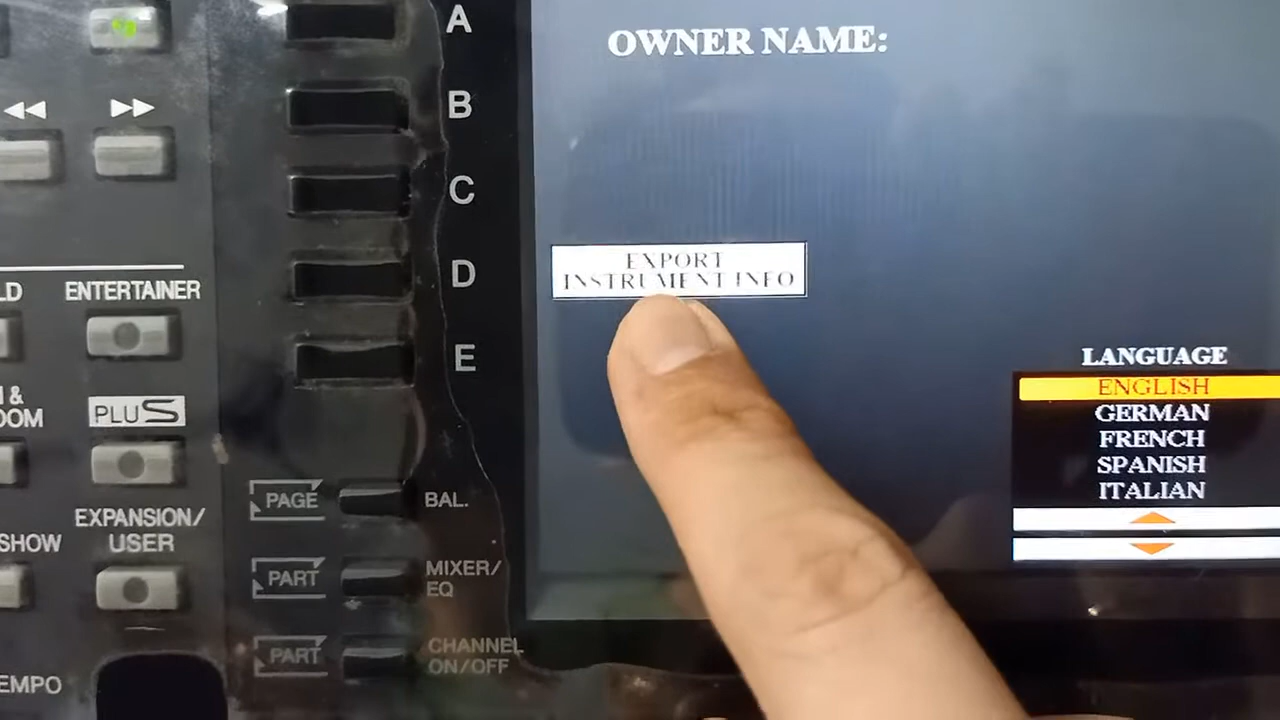 A
OWNER NAME:
B
C
EXPORT
INSTRUMENT INFO
D
LD
ENTERTAINER
E
LANGUAGE
ENGLISH
GERMAN
FRENCH
SPANISH
ITALIAN
&
OOM
PLUS
PAGE
BAL.
EXPANSION/
USER
SHOW
PART
MIXER/
EQ
PART
CHANNEL
ON/OFF
EMPO